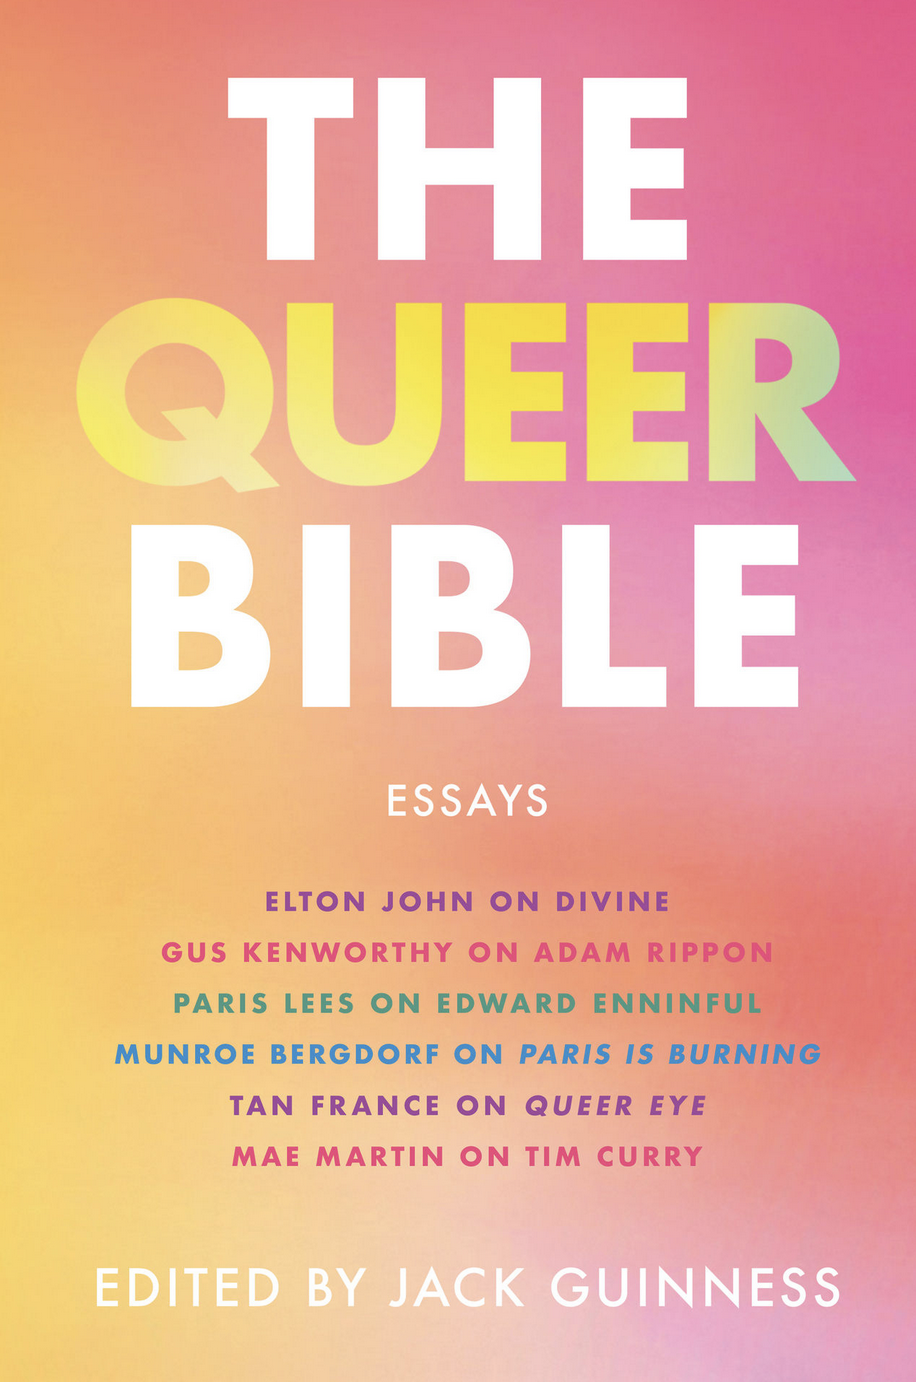 THE
QUEER
BIBLE
ESSAYS
ELTON JOHN ON DIVINE
GUS KENWORTHY ON ADAM RIPPON
PARIS LEES ON EDWARD ENNINFUL
MUNROE BERGDORF ON PARIS IS BURNING
TAN FRANCE ON QUEER EYE
MAE MARTIN ON TIM CURRY
EDITED BY JACK GUINNESS